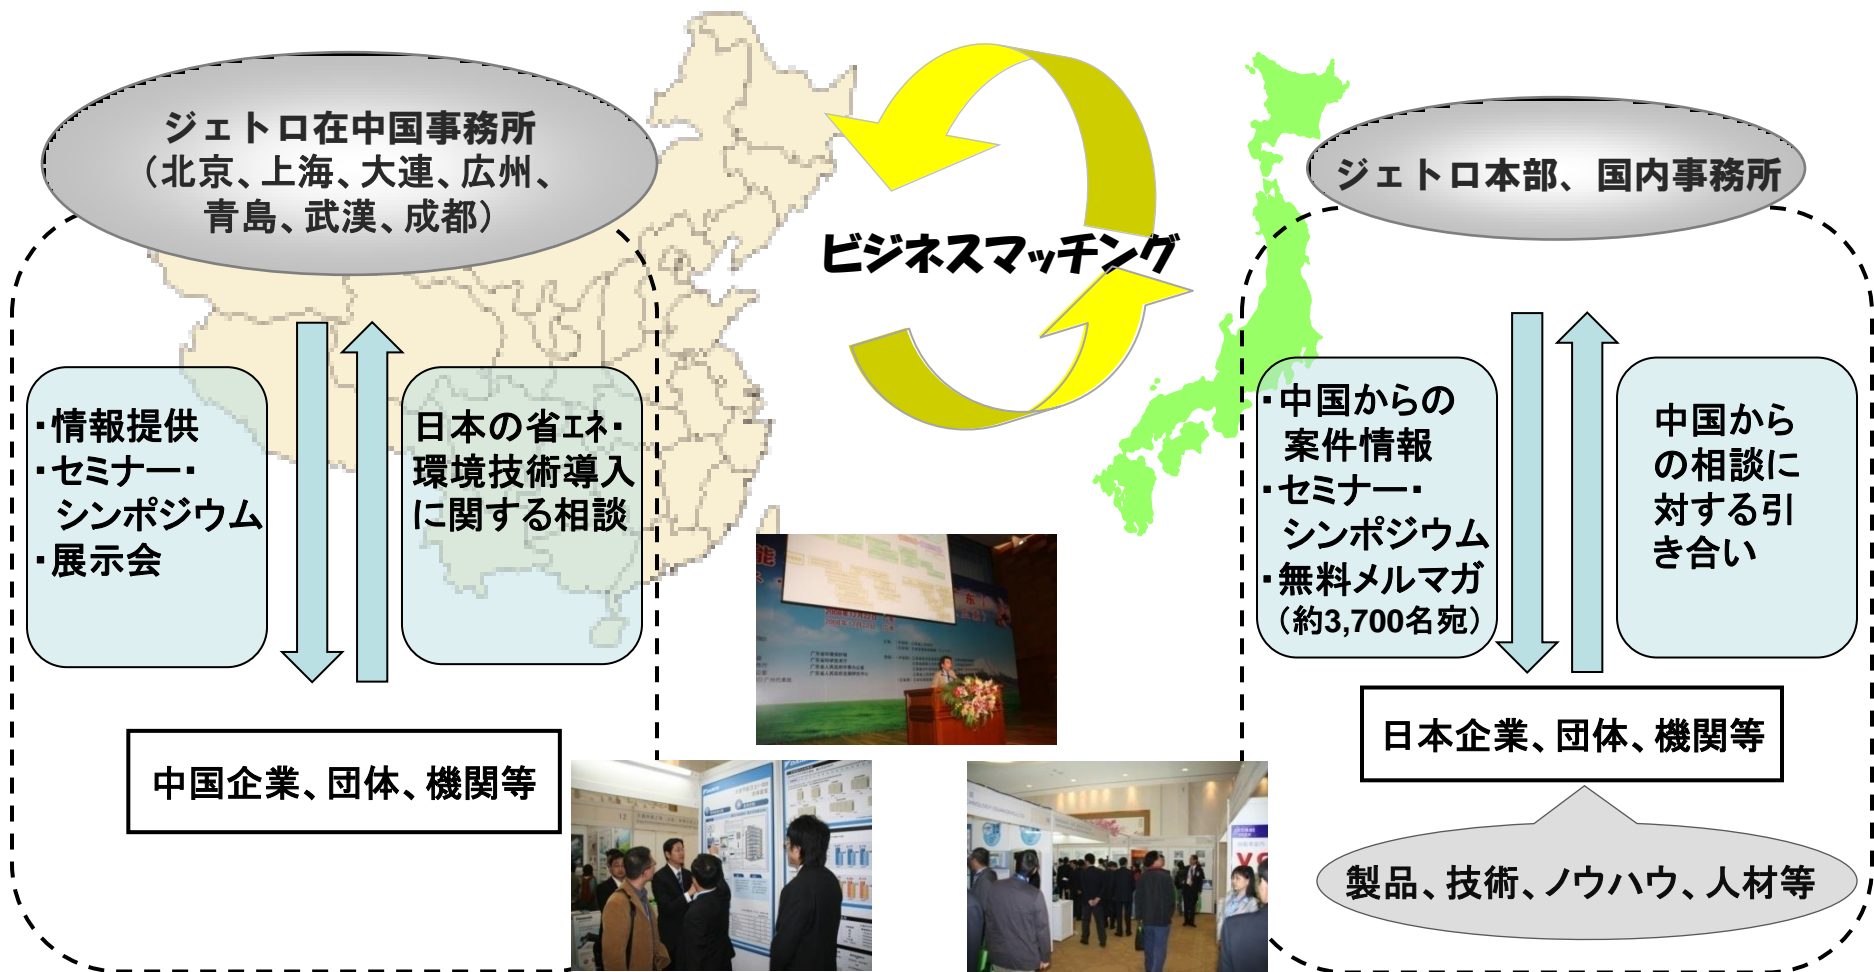 ジェトロ在中国事務所
（北京、上海、大連、広州、
青島、武漢、成都）
ジェトロ本部、国内事務所
ビジネスマッチング
・情報提供
・セミナー・
シンポジウム
・展示会
日本の省エネ・
環境技術導入
に関する相談
・中国からの
案件情報
・セミナー・
シンポジウム
・無料メルマガ
（約3,700名宛）
中国から
の相談に
対する引
き合い
中国企業、団体、機関等
日本企業、団体、機関等
製品、技術、ノウハウ、人材等